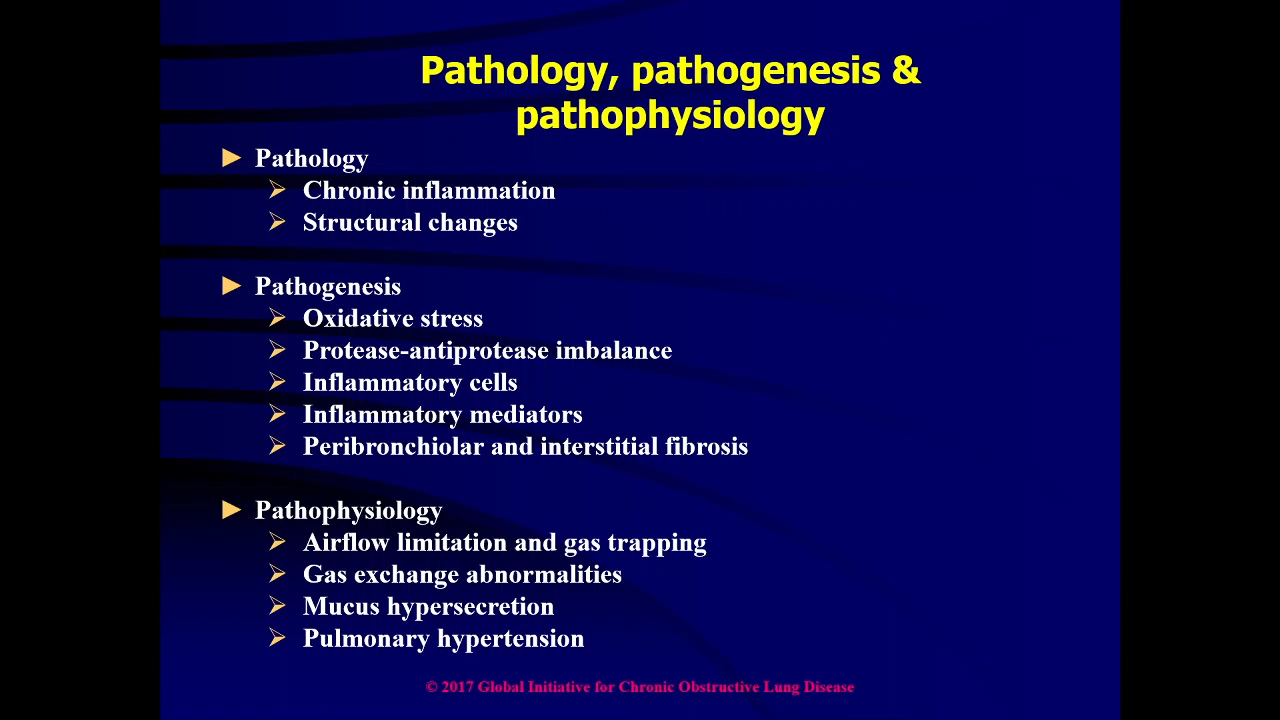 Pathology, pathogenesis &
pathophysiology
► Pathology
➢ Chronic inflammation
➢ Structural changes
► Pathogenesis
➢ Oxidative stress
➢ Protease-antiprotease imbalance
➢ Inflammatory cells
➢ Inflammatory mediators
➢ Peribronchiolar and interstitial fibrosis
► Pathophysiology
➢ Airflow limitation and gas trapping
➢ Gas exchange abnormalities
➢ Mucus hypersecretion
➢ Pulmonary hypertension
© 2017 Global Initiative for Chronic Obstructive Lung Disease